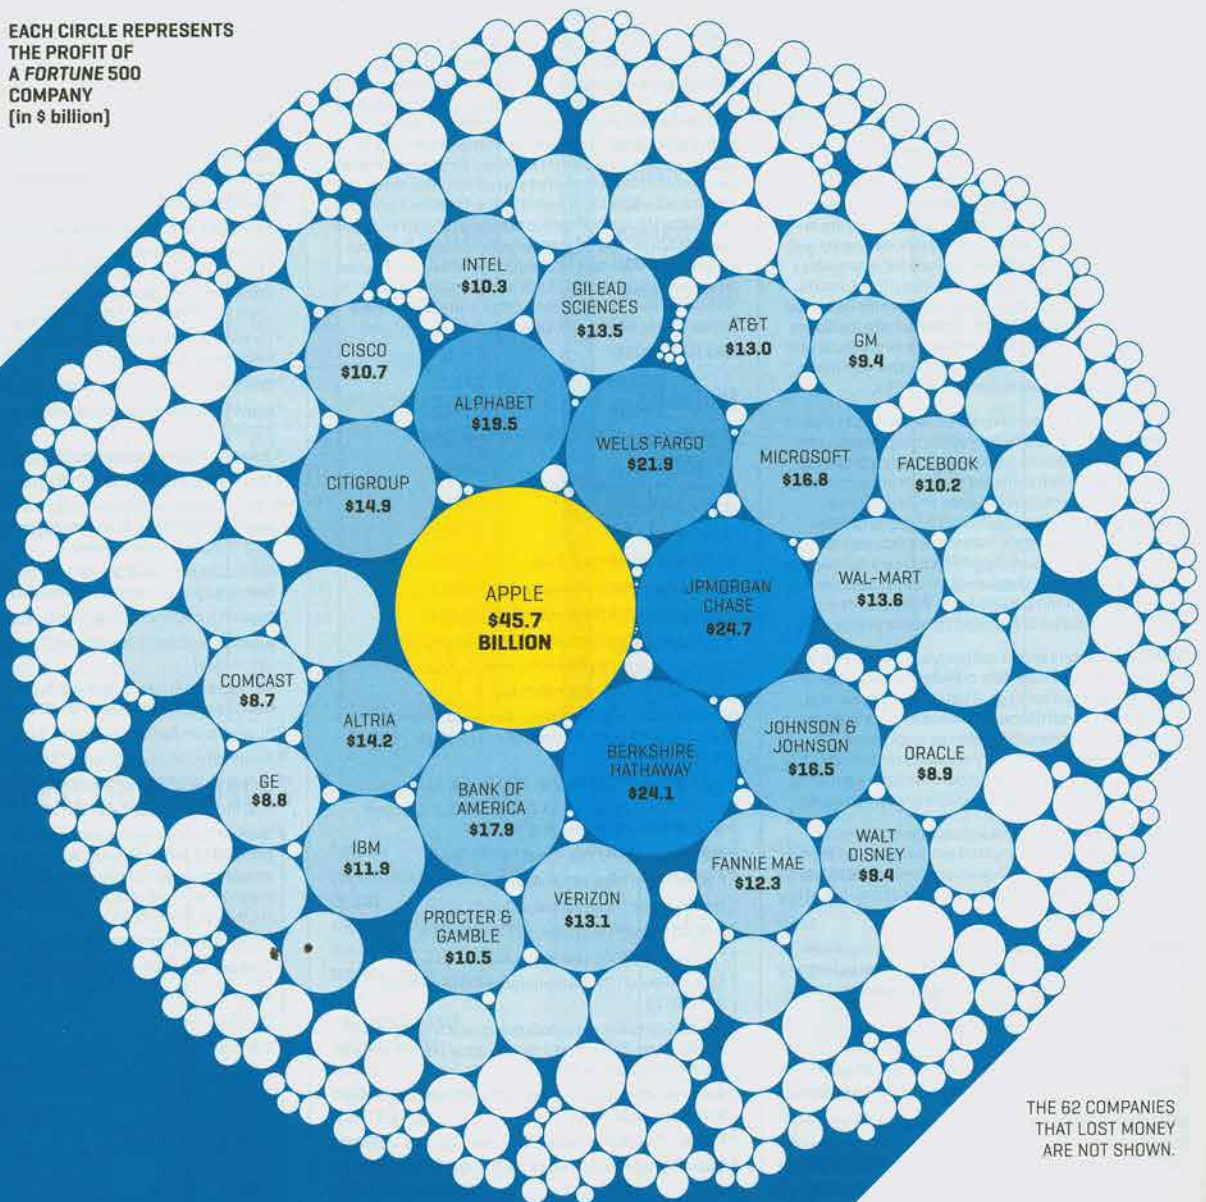 EACH CIRCLE REPRESENTS
THE PROFIT OF
A FORTUNE 500
COMPANY
(in $ billion)
INTEL
$10.3
GILEAD
SCIENCES
$13.5
AT&T
$13.0
GM
$9.4
CISCO
$10.7
ALPHABET
$19.5
WELLS FARGO
$21.9
MICROSOFT
$16.8
FACEBOOK
$10.2
CITIGROUP
$14.9
APPLE
$45.7
BILLION
JPMORGAN
CHASE
$24.7
WAL-MART
$13.6
COMCAST
$8.7
ALTRIA
$14.2
BERKSHIRE
HATHAWAY
$24.1
JOHNSON &
JOHNSON
$16.5
ORACLE
$8.9
GE
$8.8
BANK OF
AMERICA
$17.9
IBM
$11.9
FANNIE MAE
$12.3
WALT
DISNEY
$9.4
PROCTER &
GAMBLE
$10.5
VERIZON
$13.1
THE 62 COMPANIES
THAT LOST MONEY
ARE NOT SHOWN.